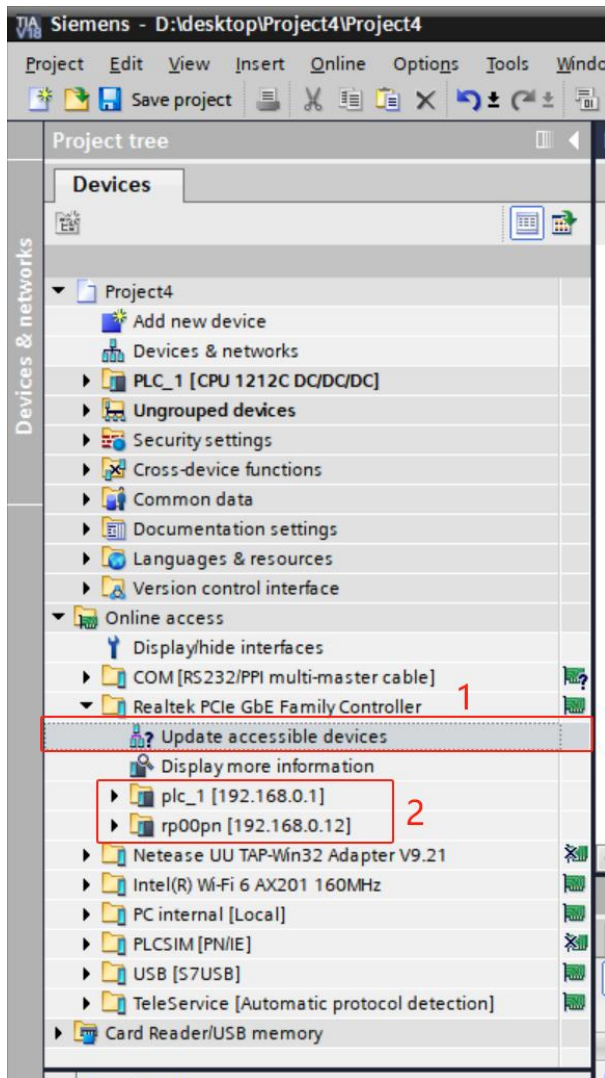 TIA
V18
Siemens - D:\desktop\Project4\Project4
Project Edit View Insert Online Options Tools Windo
Save project
Project tree
Devices
Devices & networks
Project4
Add new device
Devices & networks
PLC_1 [CPU 1212C DC/DC/DC]
Ungrouped devices
Security settings
Cross-device functions
Common data
Documentation settings
Languages & resources
Version control interface
Online access
Display/hide interfaces
COM [RS232/PPI multi-master cable]
Realtek PCIe GbE Family Controller
1
Update accessible devices
Display more information
plc_1 [192.168.0.1]
rp00pn [192.168.0.12]
2
Netease UU TAP-Win32 Adapter V9.21
Intel(R) Wi-Fi 6 AX201 160MHz
PC internal [Local]
PLCSIM [PN/IE]
USB [S7USB]
TeleService [Automatic protocol detection]
Card Reader/USB memory